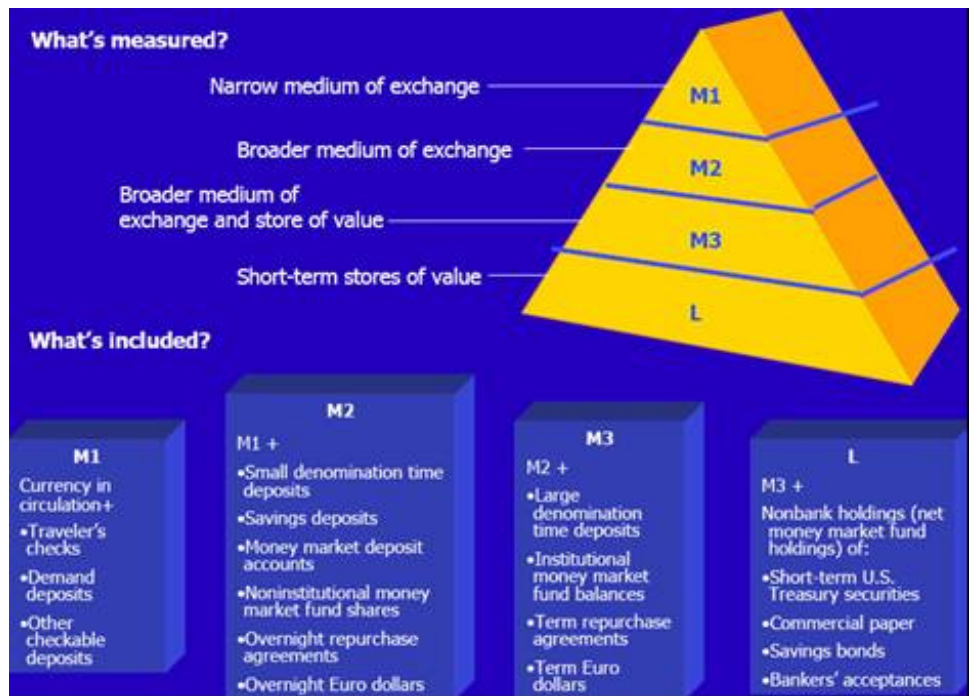 What's measured?
Narrow medium of exchange
Broader medium of exchange
Broader medium of
exchange and store of value
Short-term stores of value
M1
M2
M3
L
What's included?
M1
Currency in
circulation+
•Traveler's
checks
•Demand
deposits
•Other
checkable
deposits
M2
M1 +
•Small denomination time
deposits
•Savings deposits
•Money market deposit
accounts
•Noninstitutional money
market fund shares
•Overnight repurchase
agreements
•Overnight Euro dollars
M3
M2 +
•Large
denomination
time deposits
•Institutional
money market
fund balances
•Term repurchase
agreements
•Term Euro
dollars
L
M3 +
Nonbank holdings (net
money market fund
holdings) of:
•Short-term U.S.
Treasury securities
•Commercial paper
•Savings bonds
•Bankers' acceptances